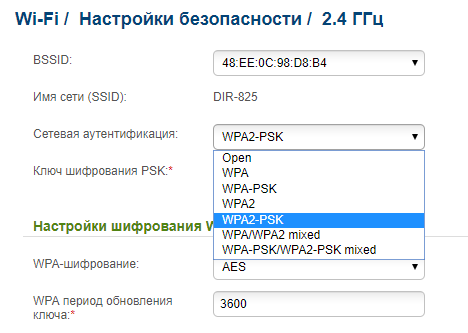 Wi-Fi / Настройки безопасности / 2.4 ГГц
BSSID: 48:EE:0C:98:D8:B4
Имя сети (SSID): DIR-825
Сетевая аутентификация: WPA2-PSK
Open
WPA
Ключ шифрования PSK:* WPA-PSK
WPA2
WPA2-PSK
Настройки шифрования W
WPA/WPA2 mixed
WPA-PSK/WPA2-PSK mixed
WPA-шифрование: AES
WPA период обновления
ключа:* 3600